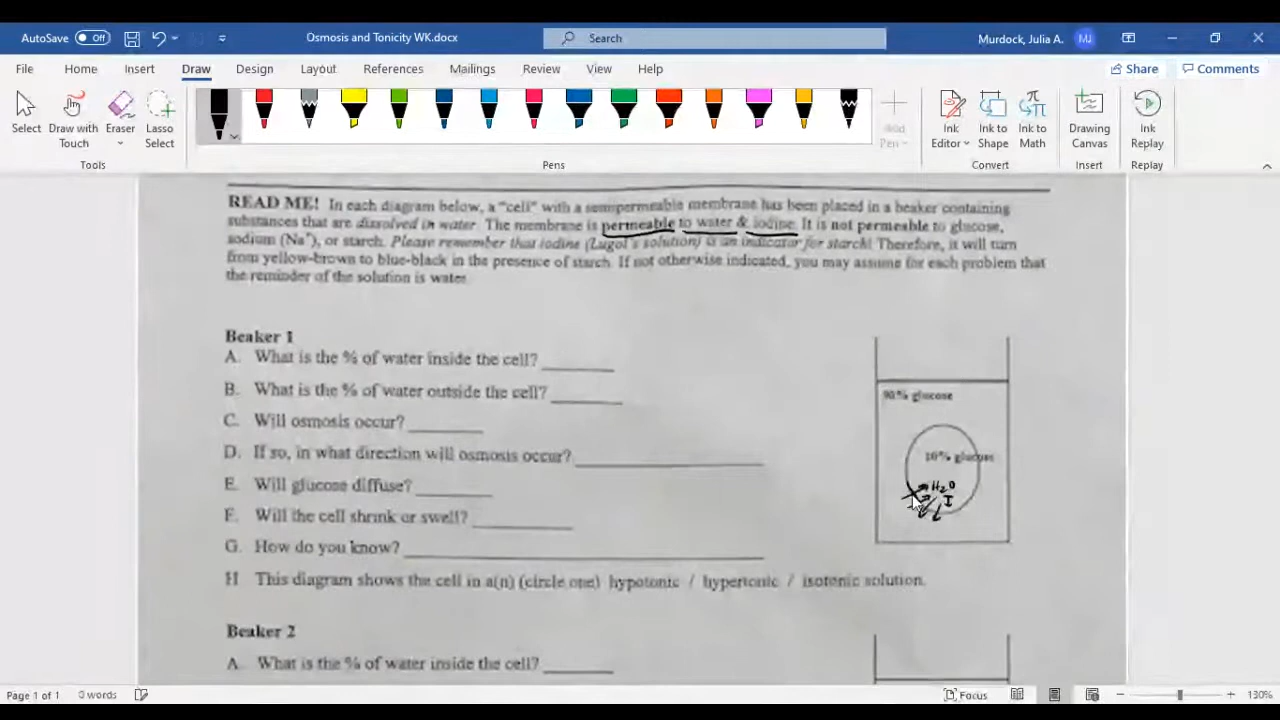 AutoSave Off Osmosis and Tonicity WK.docx Search Murdock, Julia A. MJ
File Home Insert Draw Design Layout References Mailings Review View Help Share Comments
Select Draw with Touch Eraser Lasso Select Add Pen Ink Editor Ink to Shape Ink to Math Drawing Canvas Ink Replay
Tools Pens Convert Insert Replay
READ ME! In each diagram below, a "cell" with a semipermeable membrane has been placed in a beaker containing
substances that are dissolved in water. The membrane is permeable to water & iodine. It is not permeable to glucose,
sodium (Na⁺), or starch. Please remember that iodine (Lugol's solution) is an indicator for starch! Therefore, it will turn
from yellow-brown to blue-black in the presence of starch. If not otherwise indicated, you may assume for each problem that
the reminder of the solution is water.
Beaker 1
A. What is the % of water inside the cell?
B. What is the % of water outside the cell?
C. Will osmosis occur?
D. If so, in what direction will osmosis occur?
E. Will glucose diffuse?
F. Will the cell shrink or swell?
G. How do you know?
H This diagram shows the cell in a(n) (circle one) hypotonic / hypertonic / isotonic solution.
90% glucose
10% glucose
H2O
I
Beaker 2
A. What is the % of water inside the cell?
Page 1 of 1 0 words Focus 130%